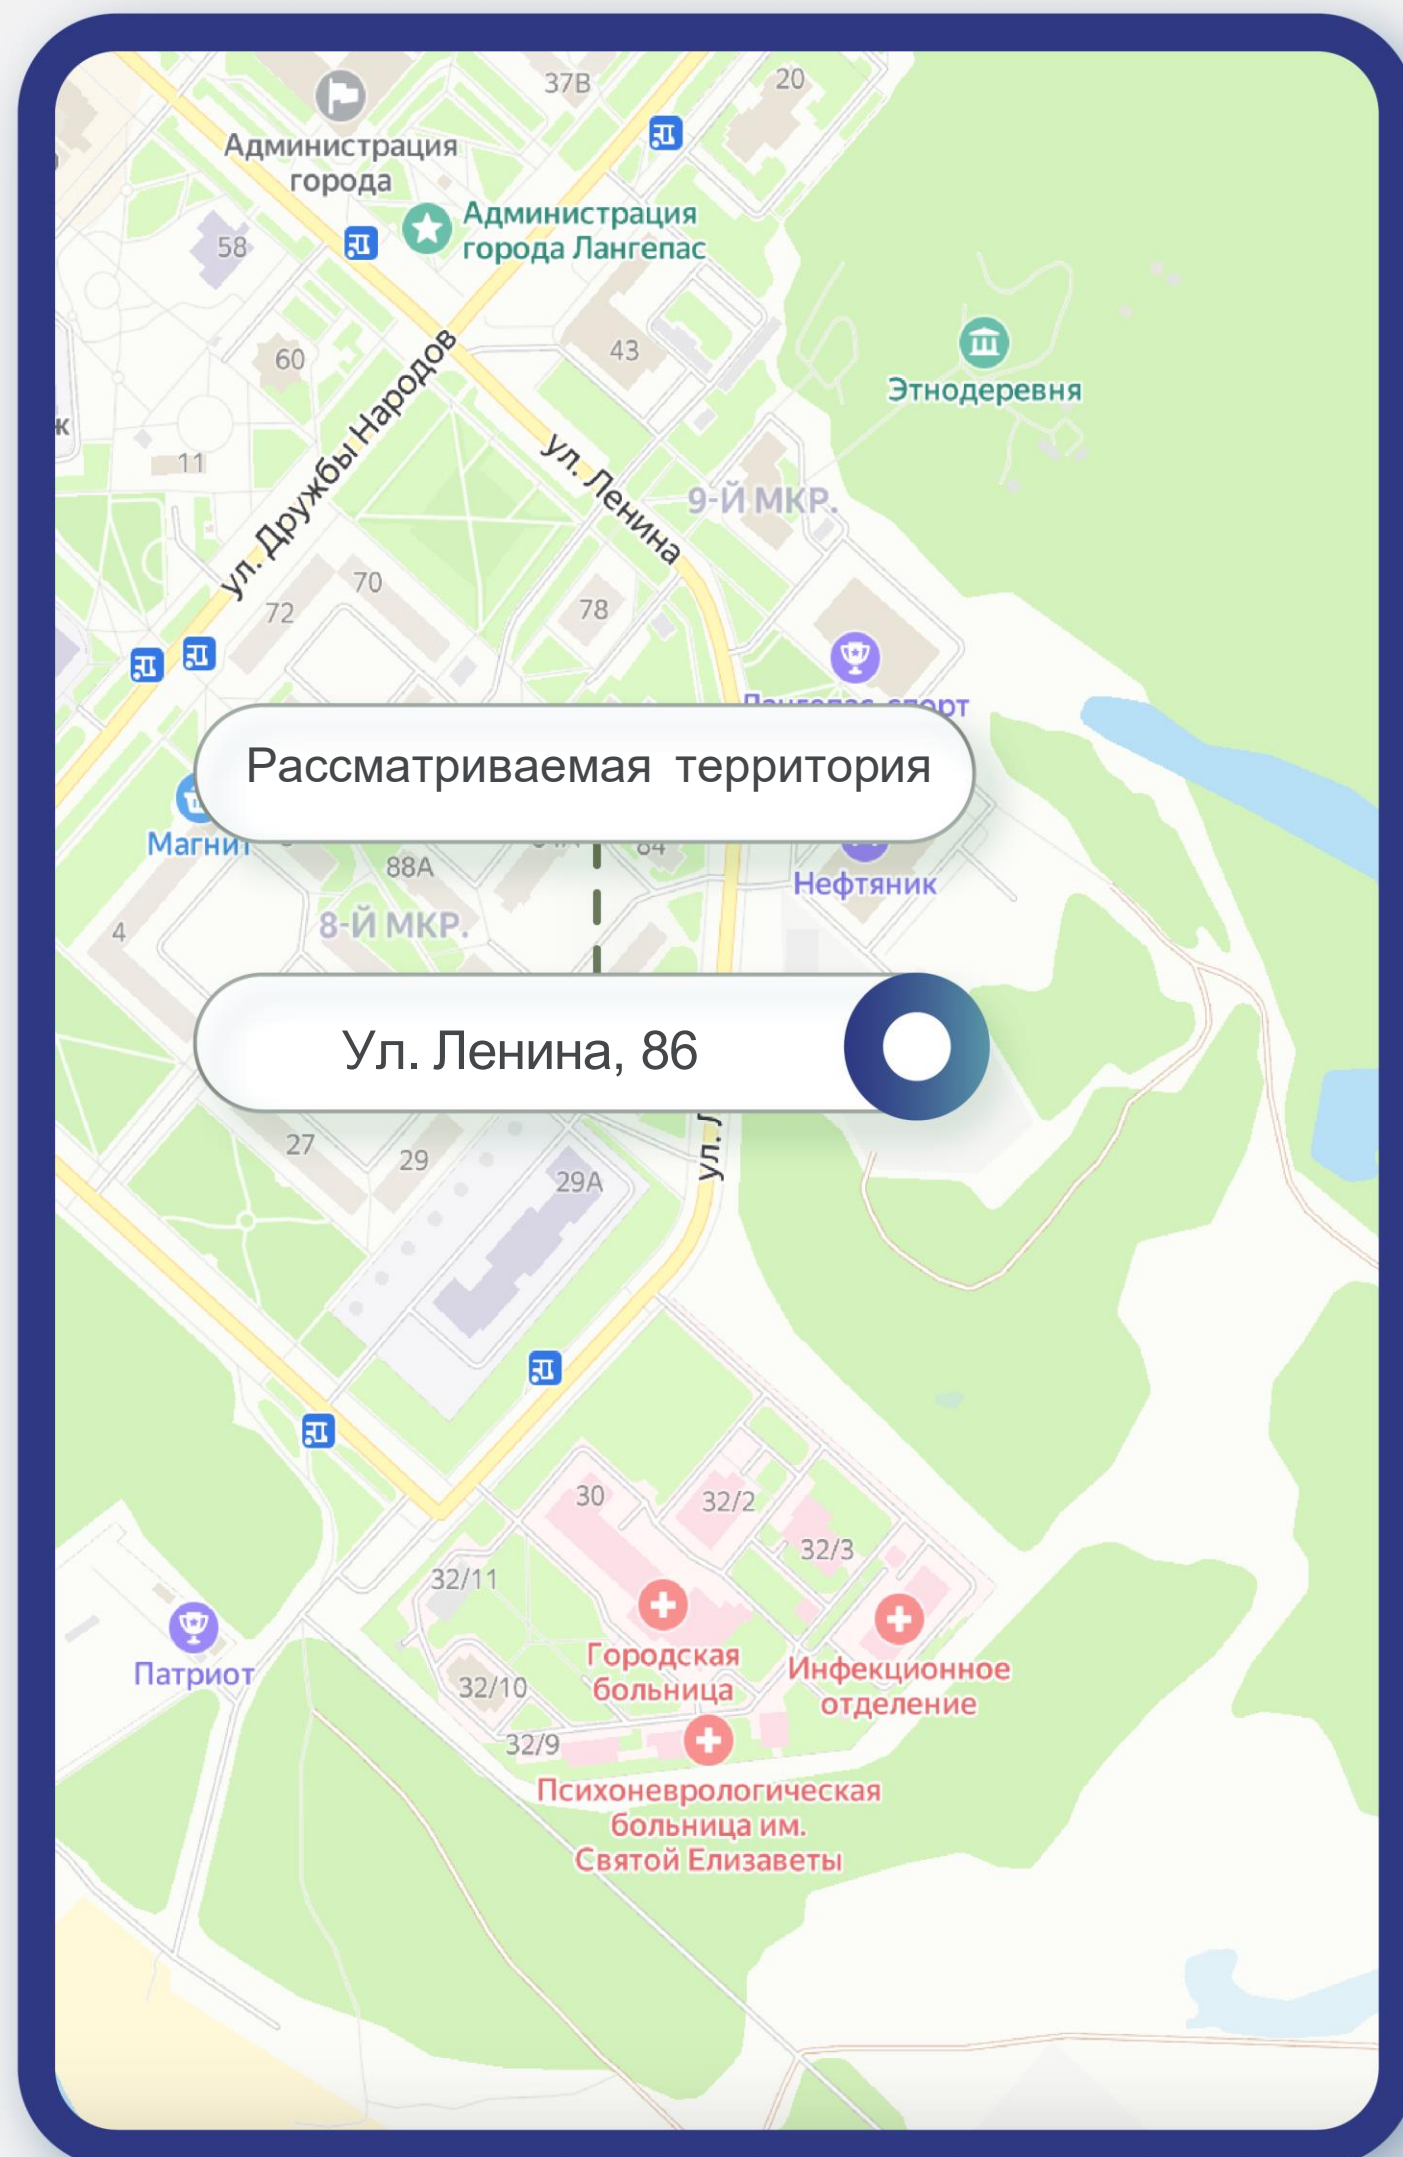 37В
20
Администрация
города
Администрация
города Лангепас
58
60
43
Этнодеревня
ул. Дружбы Народов
ул. Ленина
11
9-Й МКР.
70
72
78
Рассматриваемая территория
Магнит
88А
84
Нефтяник
8-Й МКР.
4
Ул. Ленина, 86
27
29
29А
ул.
30
32/2
32/3
32/11
Городская
больница
Инфекционное
отделение
Патриот
32/10
32/9
Психоневрологическая
больница им.
Святой Елизаветы